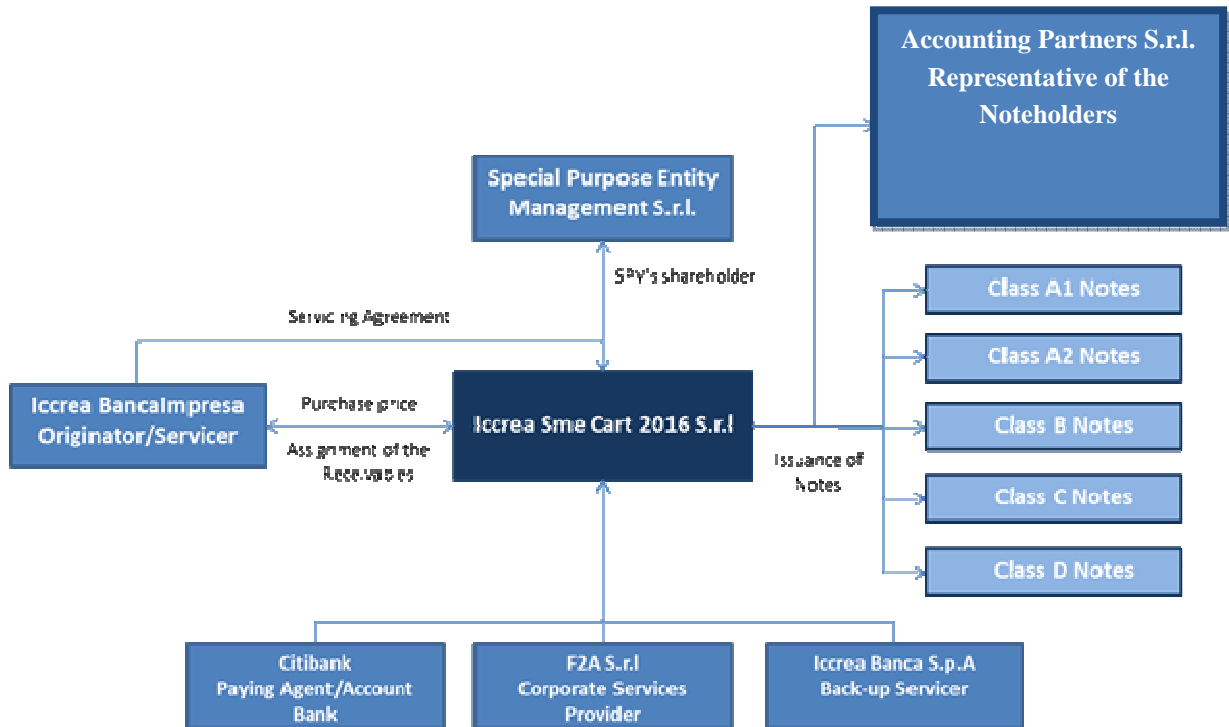 Accounting Partners S.r.l.
Representative of the
Noteholders
Special Purpose Entity
Management S.r.l.
SPV's shareholder
Servicing Agreement
Class A1 Notes
Class A2 Notes
Iccrea BancaImpresa
Originator/Servicer
Purchase price
Assignment of the
Receivables
Iccrea Sme Cart 2016 S.r.l
Issuance of
Notes
Class B Notes
Class C Notes
Class D Notes
Citibank
Paying Agent/Account
Bank
F2A S.r.l
Corporate Services
Provider
Iccrea Banca S.p.A
Back-up Servicer